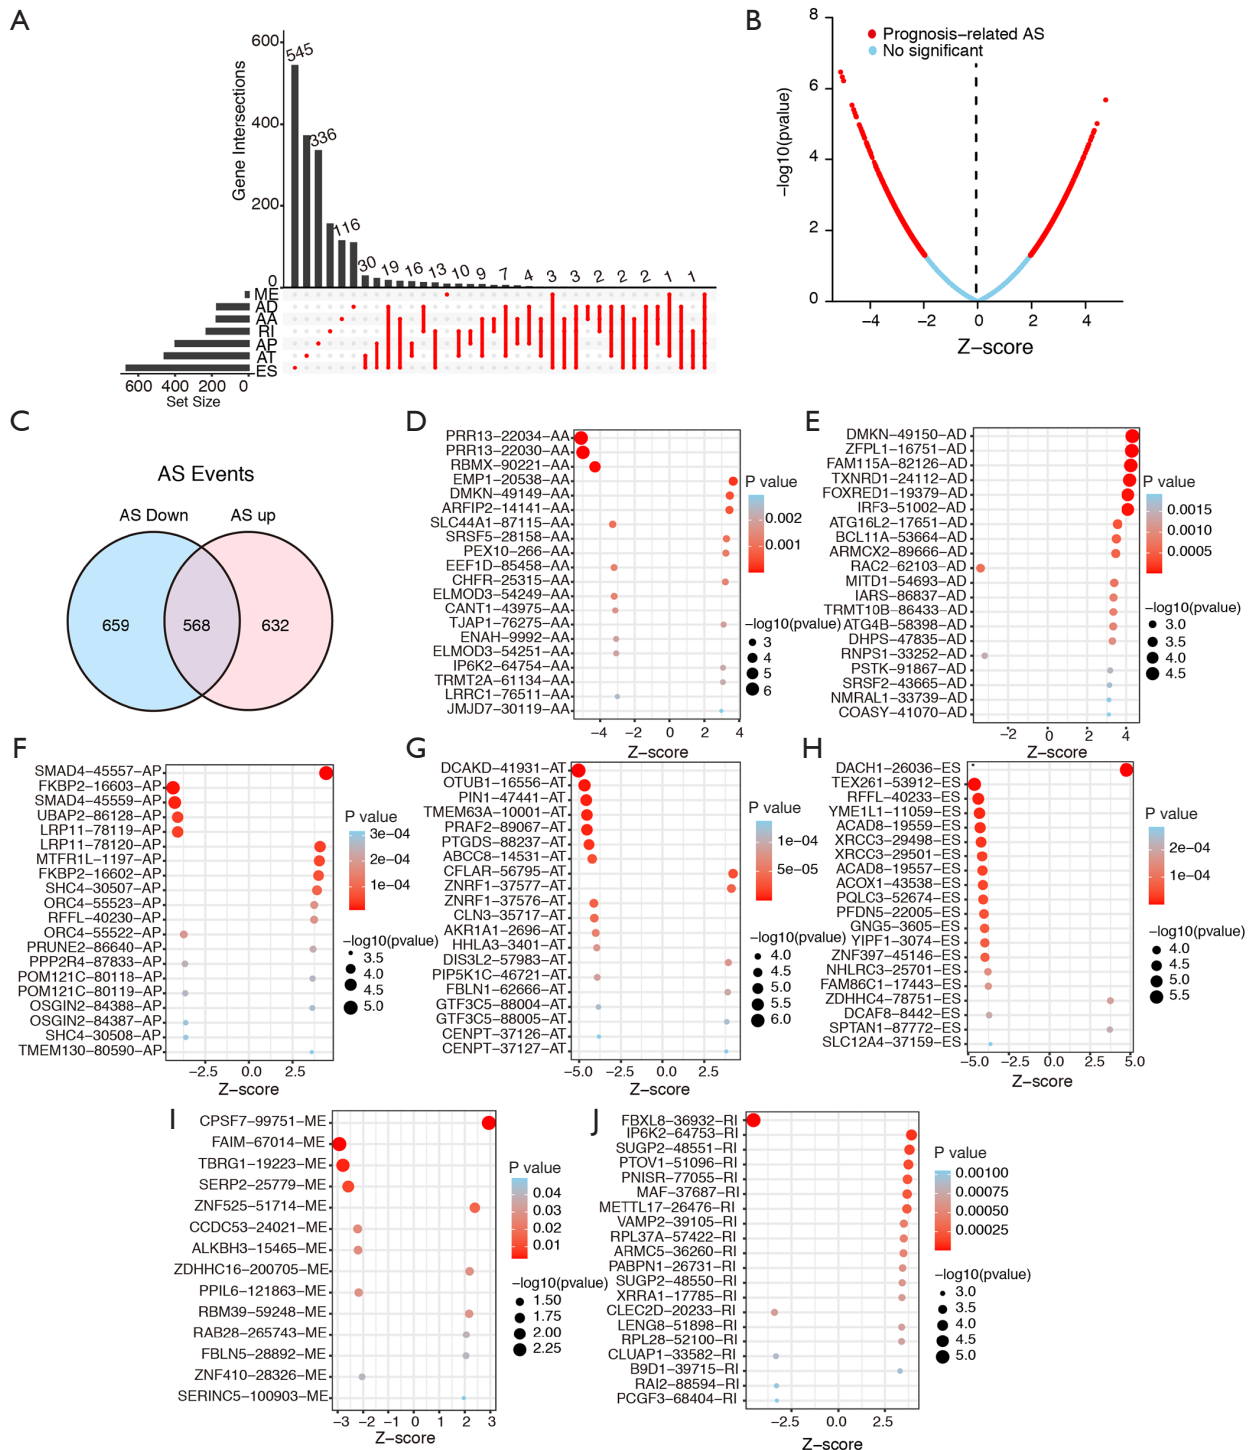 A
Gene Intersections
600
400
200
0
545
336
116
30
19
16
13
10
9
7
4
3
3
2
2
2
1
1
ME
AD
AA
RI
AP
AT
ES
600 400 200 0
Set Size
B
Prognosis−related AS
No significant
−log10(pvalue)
8
6
4
2
0
−4 −2 0 2 4
Z−score
C
AS Events
AS Down AS up
659 568 632
D
PRR13−22034−AA
PRR13−22030−AA
RBMX−90221−AA
EMP1−20538−AA
DMKN−49149−AA
ARFIP2−14141−AA
SLC44A1−87115−AA
SRSF5−28158−AA
PEX10−266−AA
EEF1D−85458−AA
CHFR−25315−AA
ELMOD3−54249−AA
CANT1−43975−AA
TJAP1−76275−AA
ENAH−9992−AA
ELMOD3−54251−AA
IP6K2−64754−AA
TRMT2A−61134−AA
LRRC1−76511−AA
JMJD7−30119−AA
−4 −2 0 2 4
Z−score
P value
0.002
0.001
−log10(pvalue)
3
4
5
6
E
DMKN−49150−AD
ZFPL1−16751−AD
FAM115A−82126−AD
TXNRD1−24112−AD
FOXRED1−19379−AD
IRF3−51002−AD
ATG16L2−17651−AD
BCL11A−53664−AD
ARMCX2−89666−AD
RAC2−62103−AD
MITD1−54693−AD
IARS−86837−AD
TRMT10B−86433−AD
ATG4B−58398−AD
DHPS−47835−AD
RNPS1−33252−AD
PSTK−91867−AD
SRSF2−43665−AD
NMRAL1−33739−AD
COASY−41070−AD
−2 0 2 4
Z−score
P value
0.0015
0.0010
0.0005
−log10(pvalue)
3.0
3.5
4.0
4.5
F
SMAD4−45557−AP
FKBP2−16603−AP
SMAD4−45559−AP
UBAP2−86128−AP
LRP11−78119−AP
LRP11−78120−AP
MTFR1L−1197−AP
FKBP2−16602−AP
SHC4−30507−AP
ORC4−55523−AP
RFFL−40230−AP
ORC4−55522−AP
PRUNE2−86640−AP
PPP2R4−87833−AP
POM121C−80118−AP
POM121C−80119−AP
OSGIN2−84388−AP
OSGIN2−84387−AP
SHC4−30508−AP
TMEM130−80590−AP
−2.5 0.0 2.5
Z−score
P value
3e−04
2e−04
1e−04
−log10(pvalue)
3.5
4.0
4.5
5.0
G
DCAKD−41931−AT
OTUB1−16556−AT
PIN1−47441−AT
TMEM63A−10001−AT
PRAF2−89067−AT
PTGDS−88237−AT
ABCC8−14531−AT
CFLAR−56795−AT
ZNRF1−37577−AT
ZNRF1−37576−AT
CLN3−35717−AT
AKR1A1−2696−AT
HHLA3−3401−AT
DIS3L2−57983−AT
PIP5K1C−46721−AT
FBLN1−62666−AT
GTF3C5−88004−AT
GTF3C5−88005−AT
CENPT−37126−AT
CENPT−37127−AT
−5.0 −2.5 0.0 2.5
Z−score
P value
1e−04
5e−05
−log10(pvalue)
4.0
4.5
5.0
5.5
6.0
H
DACH1−26036−ES
TEX261−53912−ES
RFFL−40233−ES
YME1L1−11059−ES
ACAD8−19559−ES
XRCC3−29498−ES
XRCC3−29501−ES
ACAD8−19557−ES
ACOX1−43538−ES
PQLC3−52674−ES
PFDN5−22005−ES
GNG5−3605−ES
YIPF1−3074−ES
ZNF397−45146−ES
NHLRC3−25701−ES
FAM86C1−17443−ES
ZDHHC4−78751−ES
DCAF8−8442−ES
SPTAN1−87772−ES
SLC12A4−37159−ES
−5.0 −2.5 0.0 2.5 5.0
Z−score
P value
2e−04
1e−04
−log10(pvalue)
4.0
4.5
5.0
5.5
I
CPSF7−99751−ME
FAIM−67014−ME
TBRG1−19223−ME
SERP2−25779−ME
ZNF525−51714−ME
CCDC53−24021−ME
ALKBH3−15465−ME
ZDHHC16−200705−ME
PPIL6−121863−ME
RBM39−59248−ME
RAB28−265743−ME
FBLN5−28892−ME
ZNF410−28326−ME
SERINC5−100903−ME
−3 −2 −1 0 1 2 3
Z−score
P value
0.04
0.03
0.02
0.01
−log10(pvalue)
1.50
1.75
2.00
2.25
J
FBXL8−36932−RI
IP6K2−64753−RI
SUGP2−48551−RI
PTOV1−51096−RI
PNISR−77055−RI
MAF−37687−RI
METTL17−26476−RI
VAMP2−39105−RI
RPL37A−57422−RI
ARMC5−36260−RI
PABPN1−26731−RI
SUGP2−48550−RI
XRRA1−17785−RI
CLEC2D−20233−RI
LENG8−51898−RI
RPL28−52100−RI
CLUAP1−33582−RI
B9D1−39715−RI
RAI2−88594−RI
PCGF3−68404−RI
−2.5 0.0 2.5
Z−score
P value
0.00100
0.00075
0.00050
0.00025
−log10(pvalue)
3.0
3.5
4.0
4.5
5.0